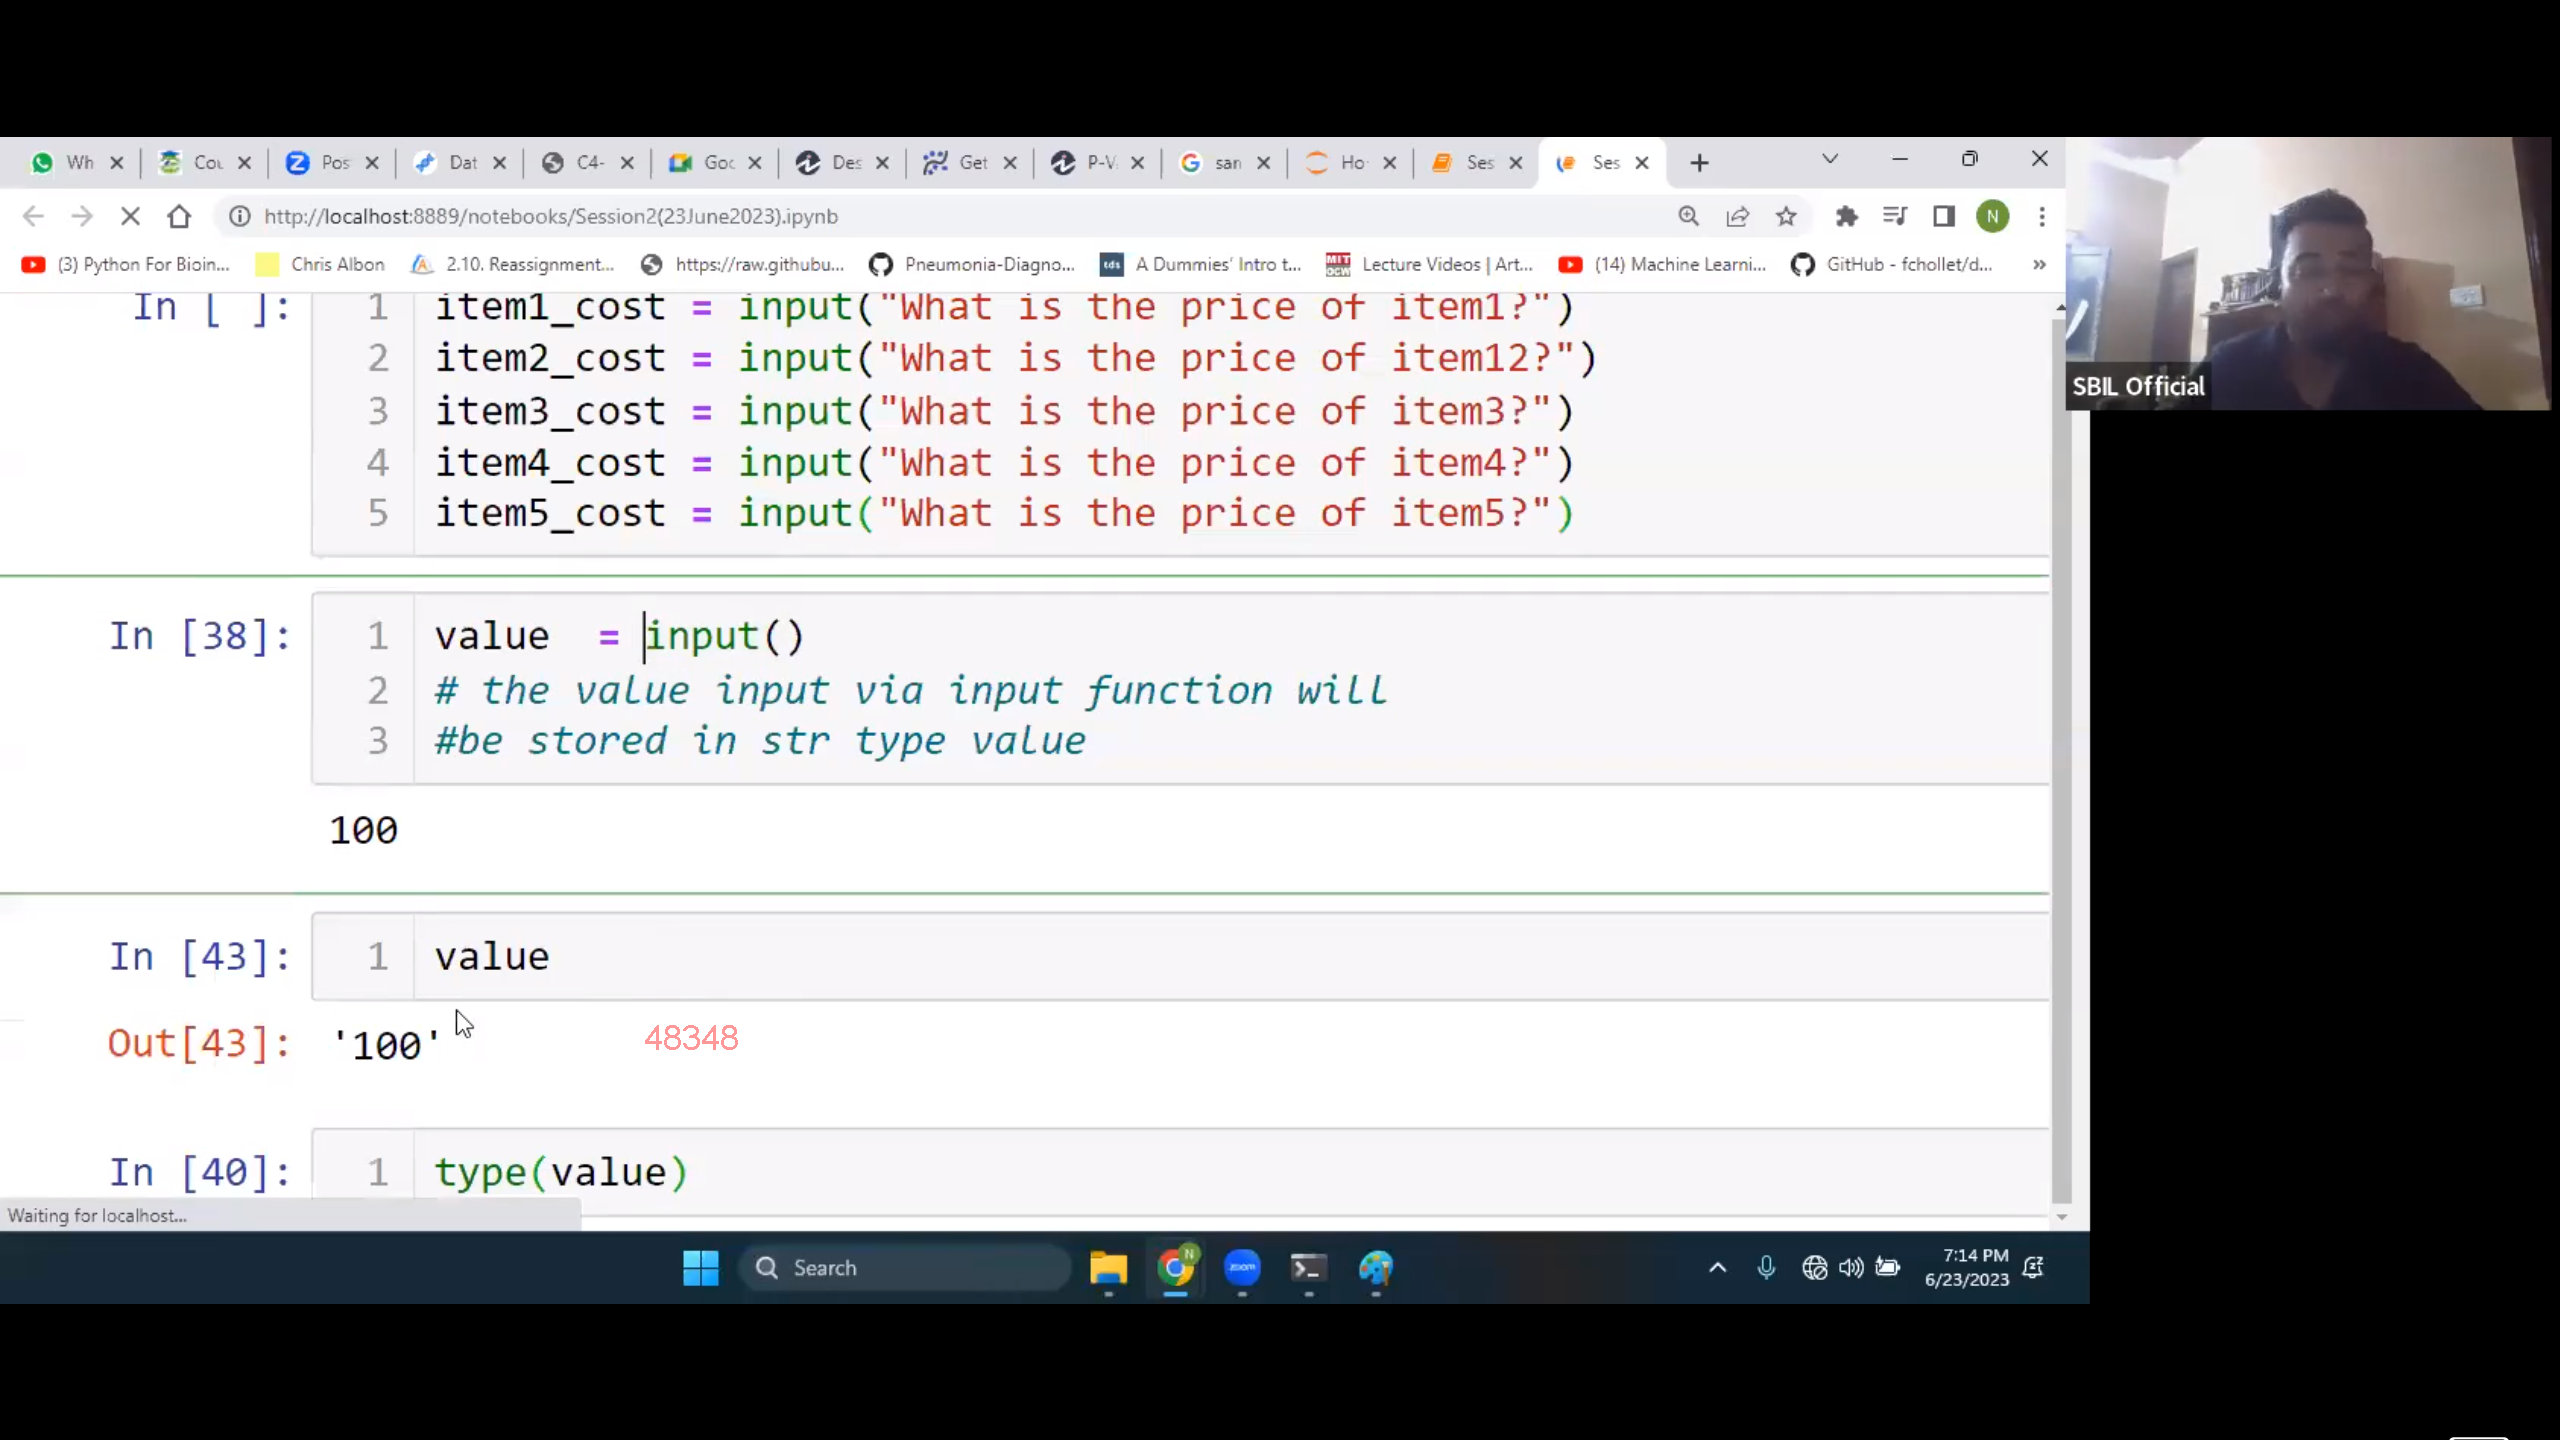 Wh
Cou
Pos
Dat
C4-
Goc
Des
Get
P-V.
san
Ho
Ses
Ses
http://localhost:8889/notebooks/Session2(23June2023).ipynb
N
(3) Python For Bioin...
Chris Albon
2.10. Reassignment...
https://raw.githubu...
Pneumonia-Diagno...
tds
A Dummies' Intro t...
MIT
OCW
Lecture Videos | Art...
(14) Machine Learni...
GitHub - fchollet/d...
»
SBIL Official
In [ ]:
1 item1_cost = input("What is the price of item1?")
2 item2_cost = input("What is the price of item12?")
3 item3_cost = input("What is the price of item3?")
4 item4_cost = input("What is the price of item4?")
5 item5_cost = input("What is the price of item5?")
In [38]:
1 value  = input()
2 # the value input via input function will
3 #be stored in str type value
100
In [43]:
1 value
Out[43]: '100'
48348
In [40]:
1 type(value)
Waiting for localhost...
Search
N
zoom
7:14 PM
6/23/2023